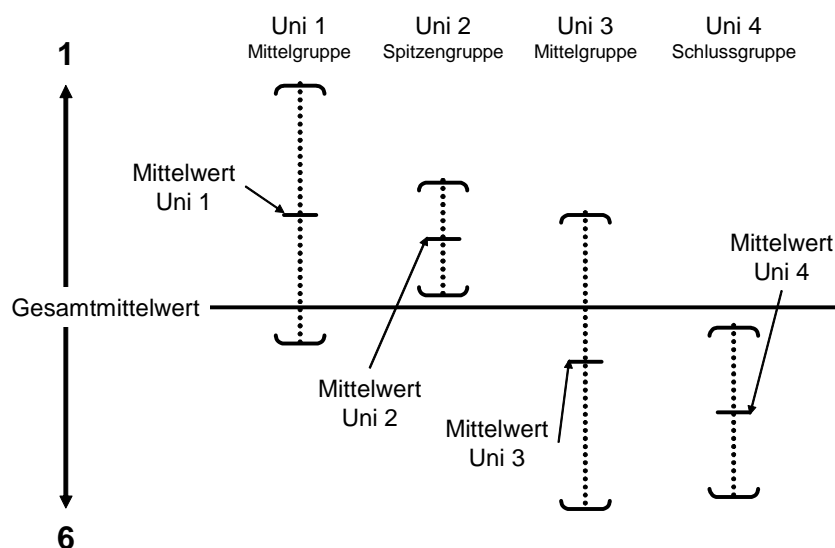 Uni 1
Mittelgruppe
Uni 2
Spitzengruppe
Uni 3
Mittelgruppe
Uni 4
Schlussgruppe
1
Mittelwert
Uni 1
Mittelwert
Uni 4
Gesamtmittelwert
Mittelwert
Uni 2
Mittelwert
Uni 3
6